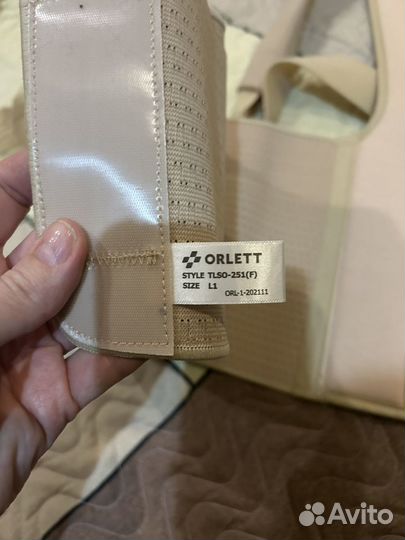 ORLETT
STYLE TLSO-251(F)
SIZE L1
ORL-1-202111
Avito